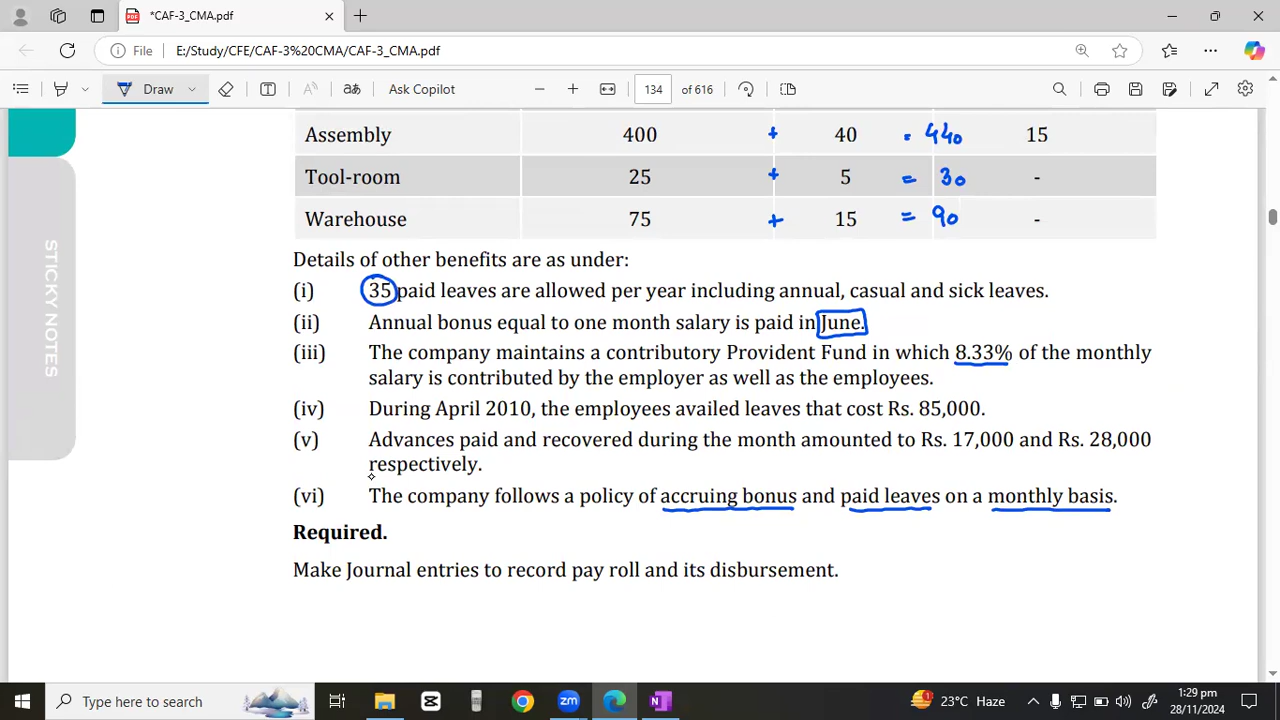 *CAF-3_CMA.pdf
File E:/Study/CFE/CAF-3%20CMA/CAF-3_CMA.pdf
Draw Ask Copilot 134 of 616
Assembly 400 + 40 = 440 15
Tool-room 25 + 5 = 30 -
Warehouse 75 + 15 = 90 -
STICKY NOTES
Details of other benefits are as under:
(i) 35 paid leaves are allowed per year including annual, casual and sick leaves.
(ii) Annual bonus equal to one month salary is paid in June.
(iii) The company maintains a contributory Provident Fund in which 8.33% of the monthly
salary is contributed by the employer as well as the employees.
(iv) During April 2010, the employees availed leaves that cost Rs. 85,000.
(v) Advances paid and recovered during the month amounted to Rs. 17,000 and Rs. 28,000
respectively.
(vi) The company follows a policy of accruing bonus and paid leaves on a monthly basis.
Required.
Make Journal entries to record pay roll and its disbursement.
Type here to search 23°C Haze 1:29 pm
28/11/2024